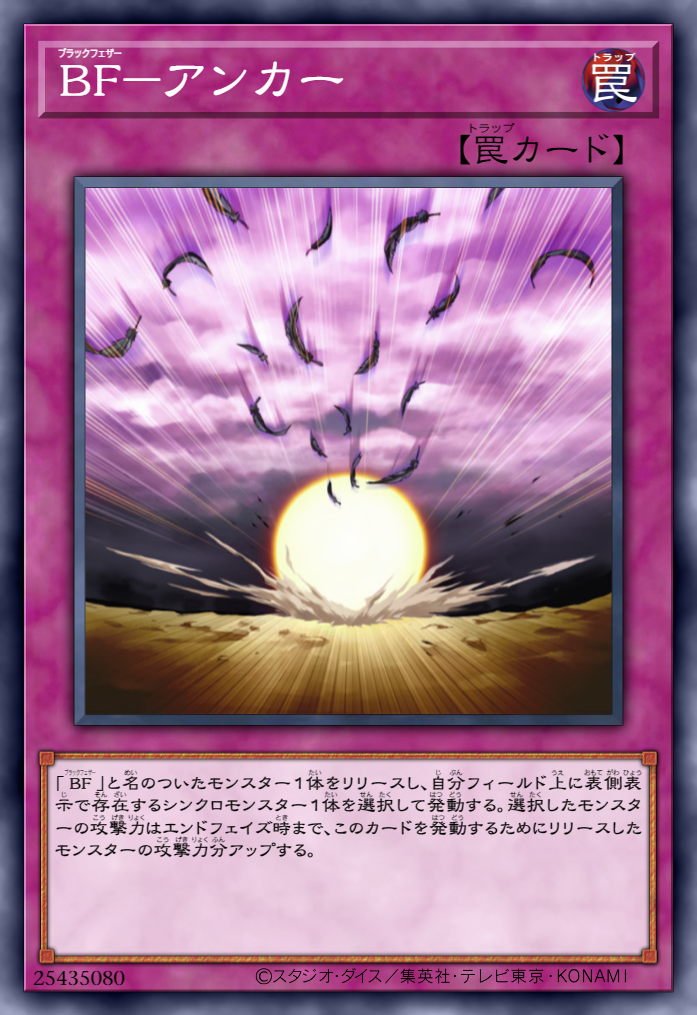 ブラックフェザー
BF－アンカー
トラップ
罠
トラップ
【罠カード】
「BF」と名のついたモンスター１体をリリースし、自分フィールド上に表側表
示で存在するシンクロモンスター１体を選択して発動する。選択したモンスタ
ーの攻撃力はエンドフェイズ時まで、このカードを発動するためにリリースした
モンスターの攻撃力分アップする。
25435080
©スタジオ・ダイス／集英社・テレビ東京・KONAMI